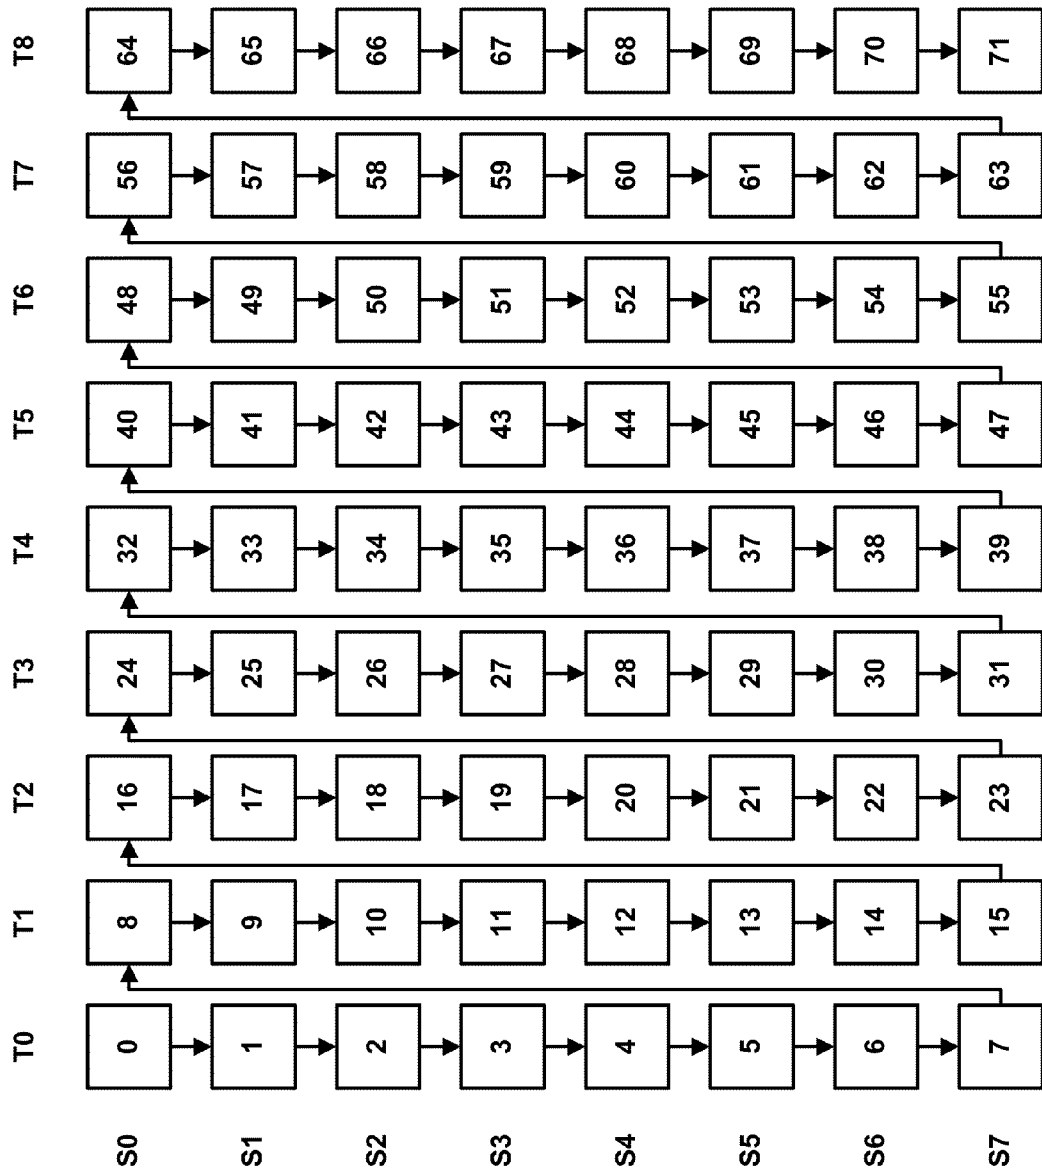 T0 T1 T2 T3 T4 T5 T6 T7 T8
S0 0 8 16 24 32 40 48 56 64
S1 1 9 17 25 33 41 49 57 65
S2 2 10 18 26 34 42 50 58 66
S3 3 11 19 27 35 43 51 59 67
S4 4 12 20 28 36 44 52 60 68
S5 5 13 21 29 37 45 53 61 69
S6 6 14 22 30 38 46 54 62 70
S7 7 15 23 31 39 47 55 63 71